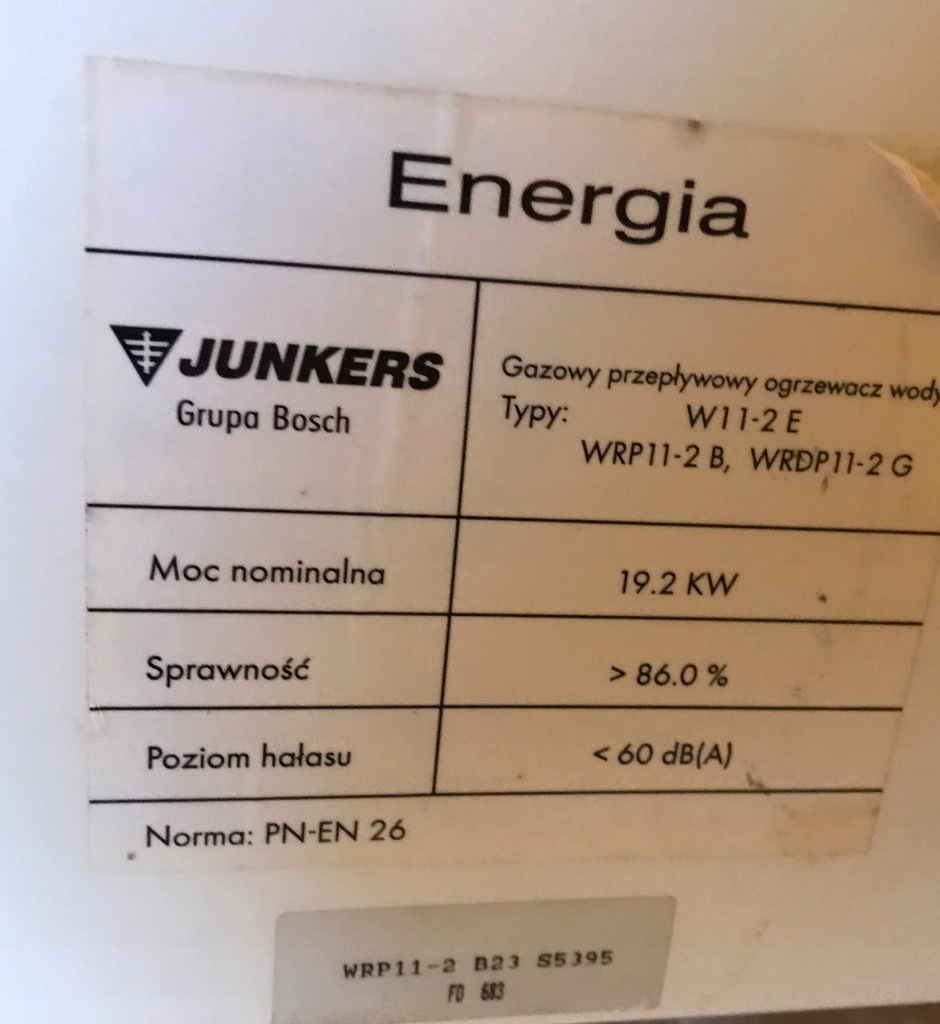 Energia
JUNKERS
Grupa Bosch
Gazowy przepływowy ogrzewacz wody
Typy: W11-2 E
WRP11-2 B, WRDP11-2 G
Moc nominalna 19.2 KW
Sprawność > 86.0 %
Poziom hałasu < 60 dB(A)
Norma: PN-EN 26
WRP11-2 B23 S5395
FD 683